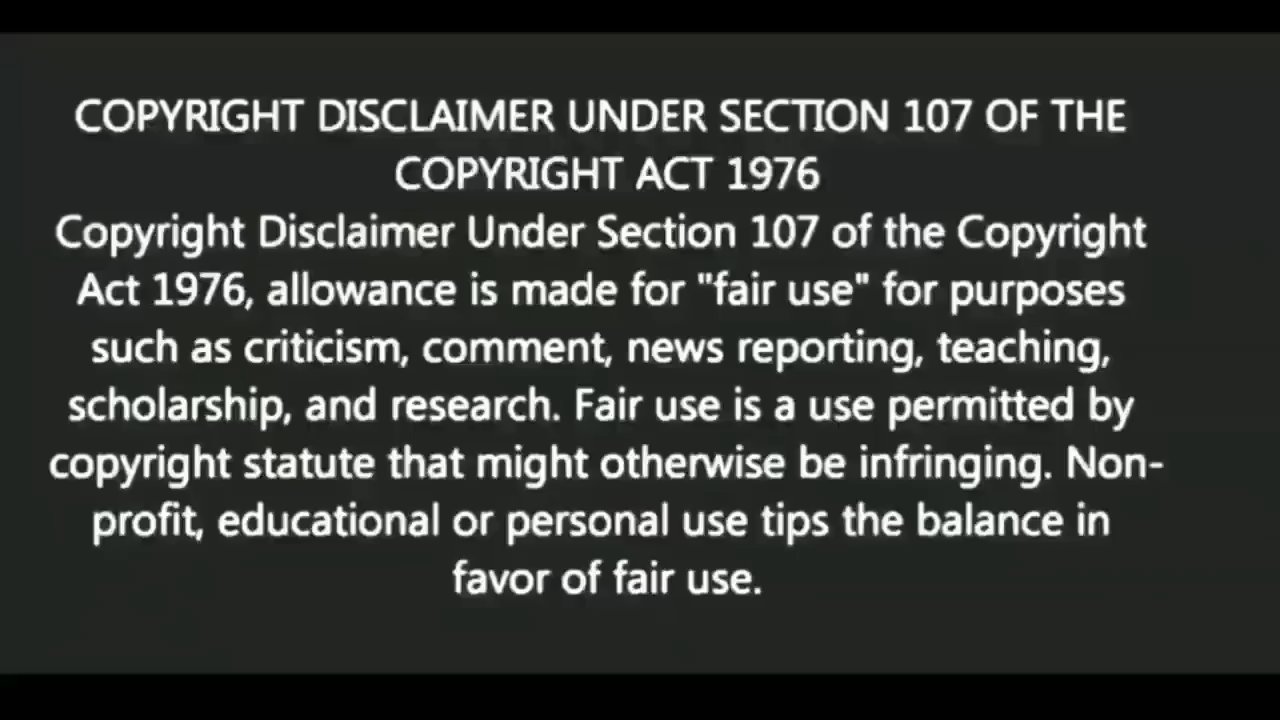 COPYRIGHT DISCLAIMER UNDER SECTION 107 OF THE
COPYRIGHT ACT 1976
Copyright Disclaimer Under Section 107 of the Copyright
Act 1976, allowance is made for "fair use" for purposes
such as criticism, comment, news reporting, teaching,
scholarship, and research. Fair use is a use permitted by
copyright statute that might otherwise be infringing. Non-
profit, educational or personal use tips the balance in
favor of fair use.